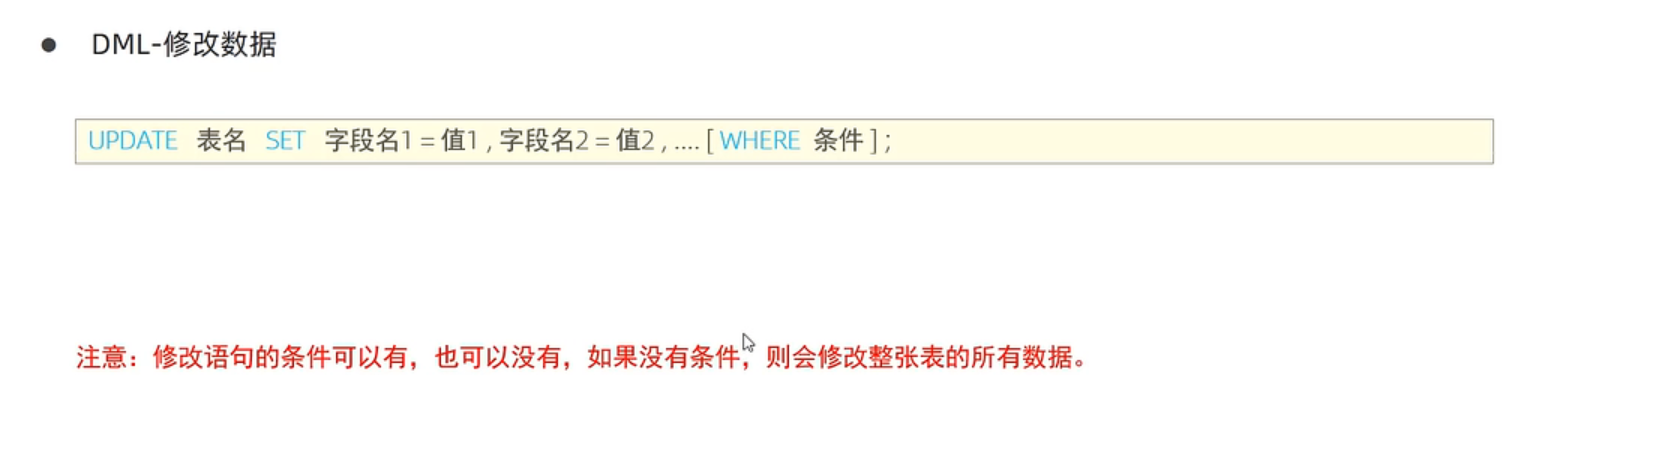 ● DML-修改数据
UPDATE 表名 SET 字段名1 = 值1 , 字段名2 = 值2 , .... [ WHERE 条件 ] ;
注意：修改语句的条件可以有，也可以没有，如果没有条件，则会修改整张表的所有数据。